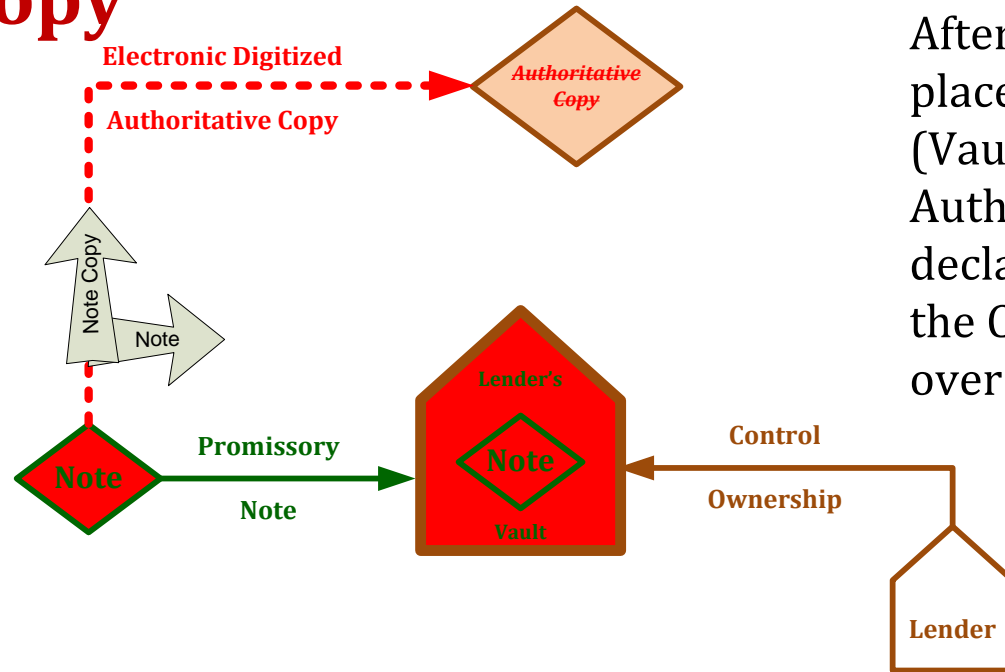 opy
Electronic Digitized
Authoritative Copy
Authoritative
Copy
After
place
(Vau
Auth
decla
the O
over
Note Copy
Note
Lender's
Note
Vault
Note
Promissory
Note
Control
Ownership
Lender